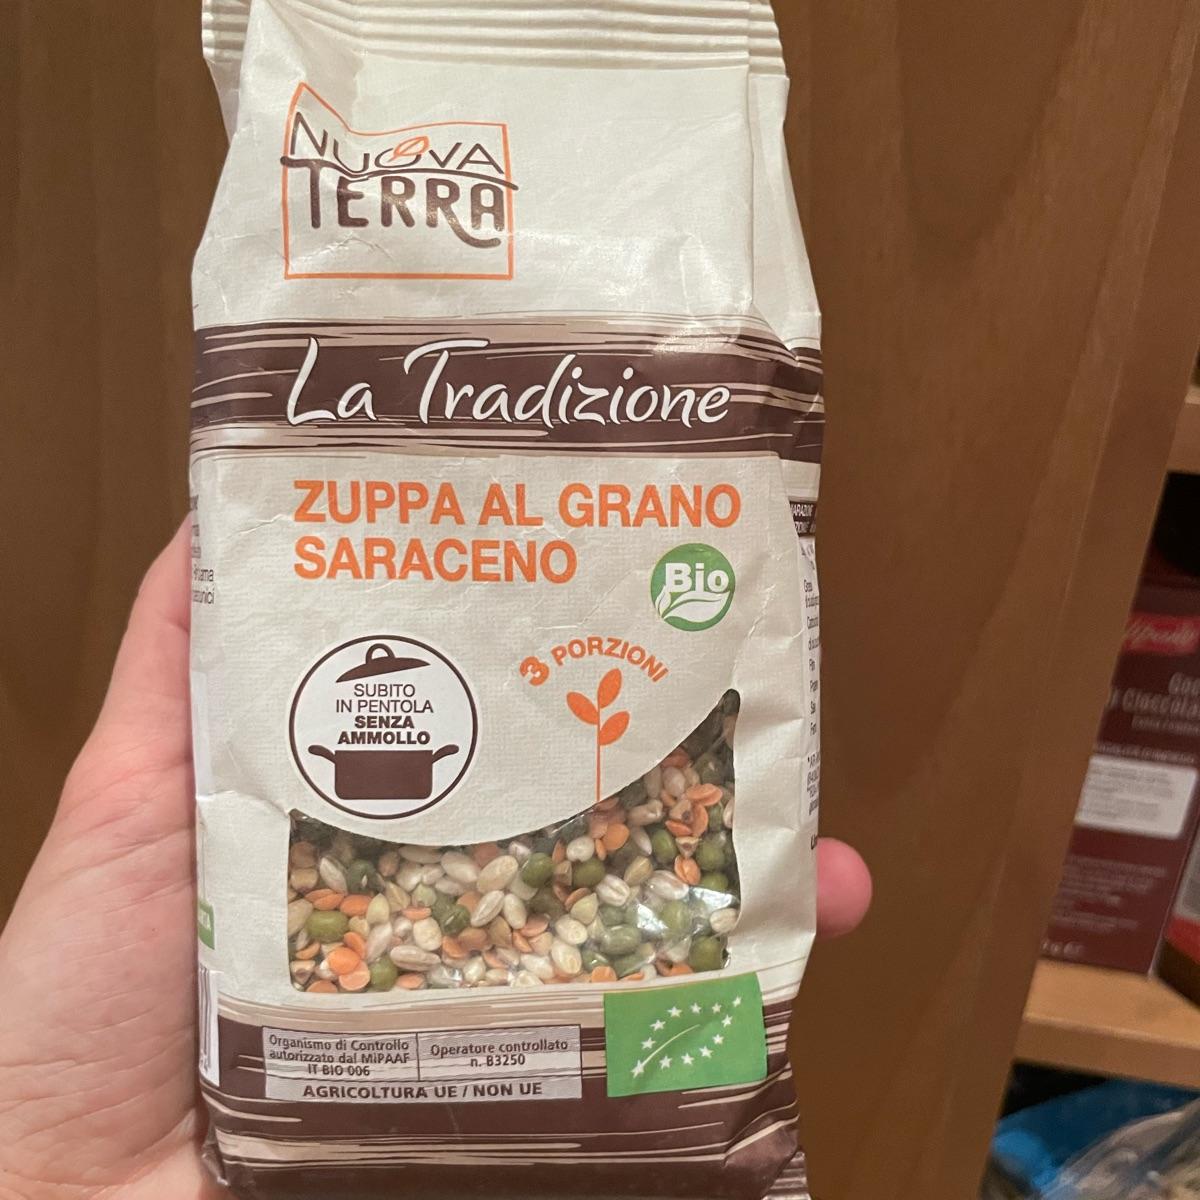 NUOVA
TERRA
La Tradizione
ZUPPA AL GRANO
SARACENO
Bio
3 PORZIONI
SUBITO
IN PENTOLA
SENZA
AMMOLLO
Organismo di Controllo
autorizzato dal MiPAAF
IT BIO 006
Operatore controllato
n. B3250
AGRICOLTURA UE / NON UE